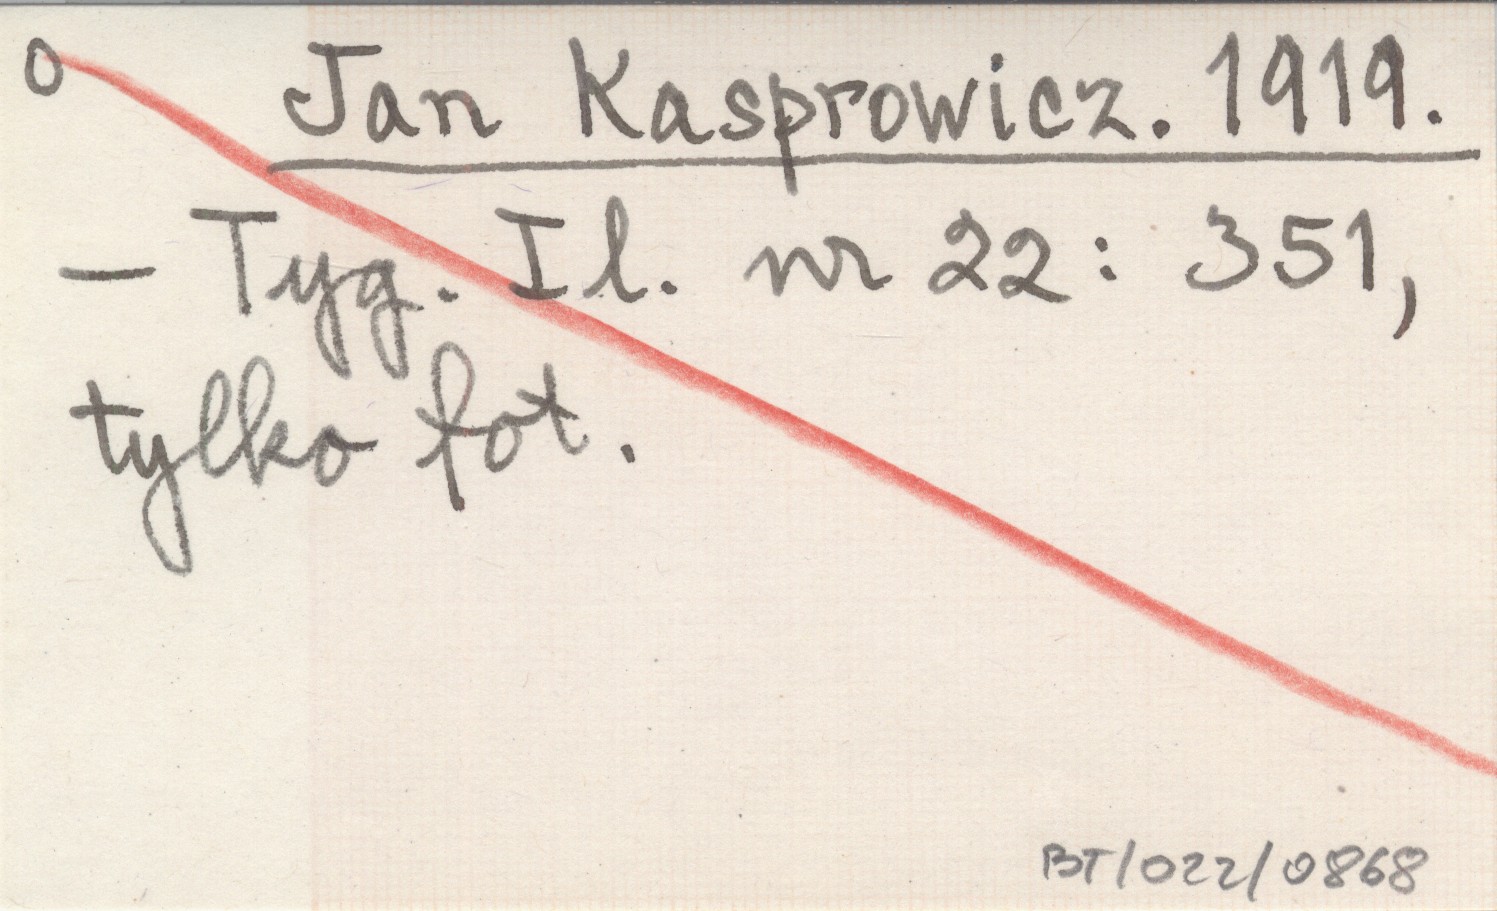 o Jan Kasprowicz. 1919.
– Tyg. Il. nr 22: 351,
tylko fot.
BT/022/0868